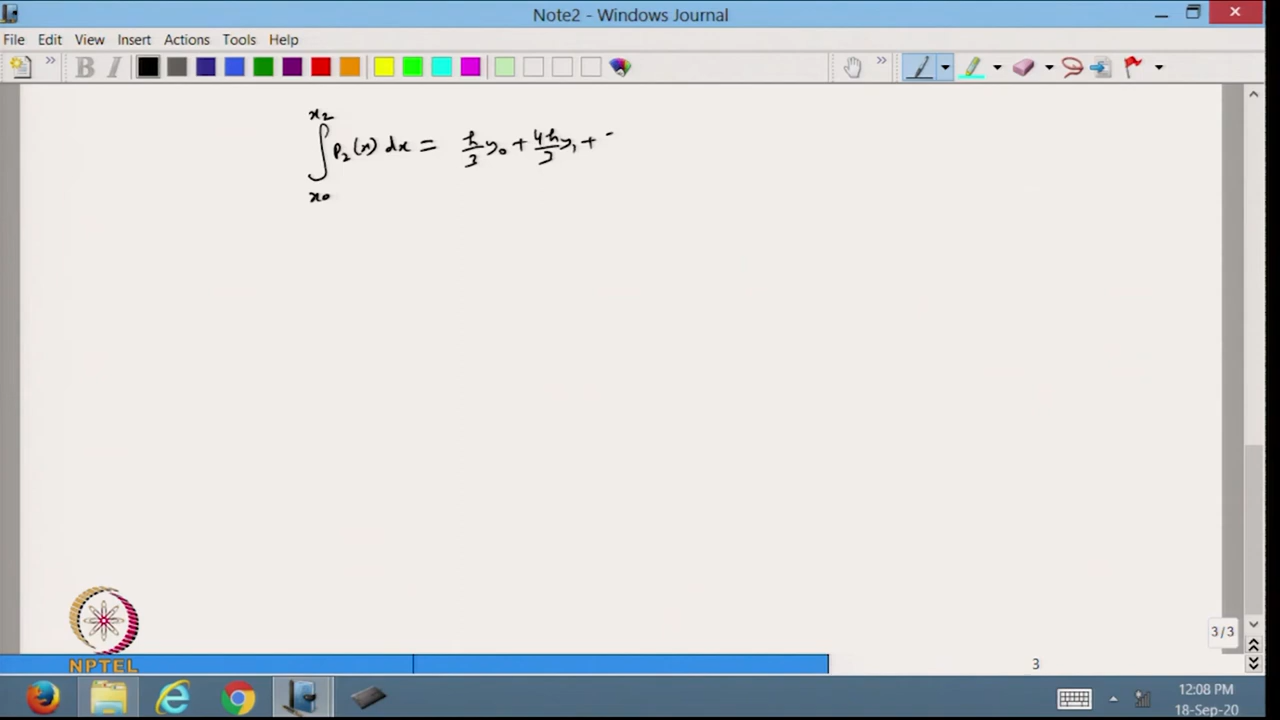 Note2 - Windows Journal
File Edit View Insert Actions Tools Help
B I
x₂
∫ P₂(x) dx = h/3 y₀ + 4h/3 y₁ +
x₀
3/3
NPTEL
3
12:08 PM
18-Sep-20